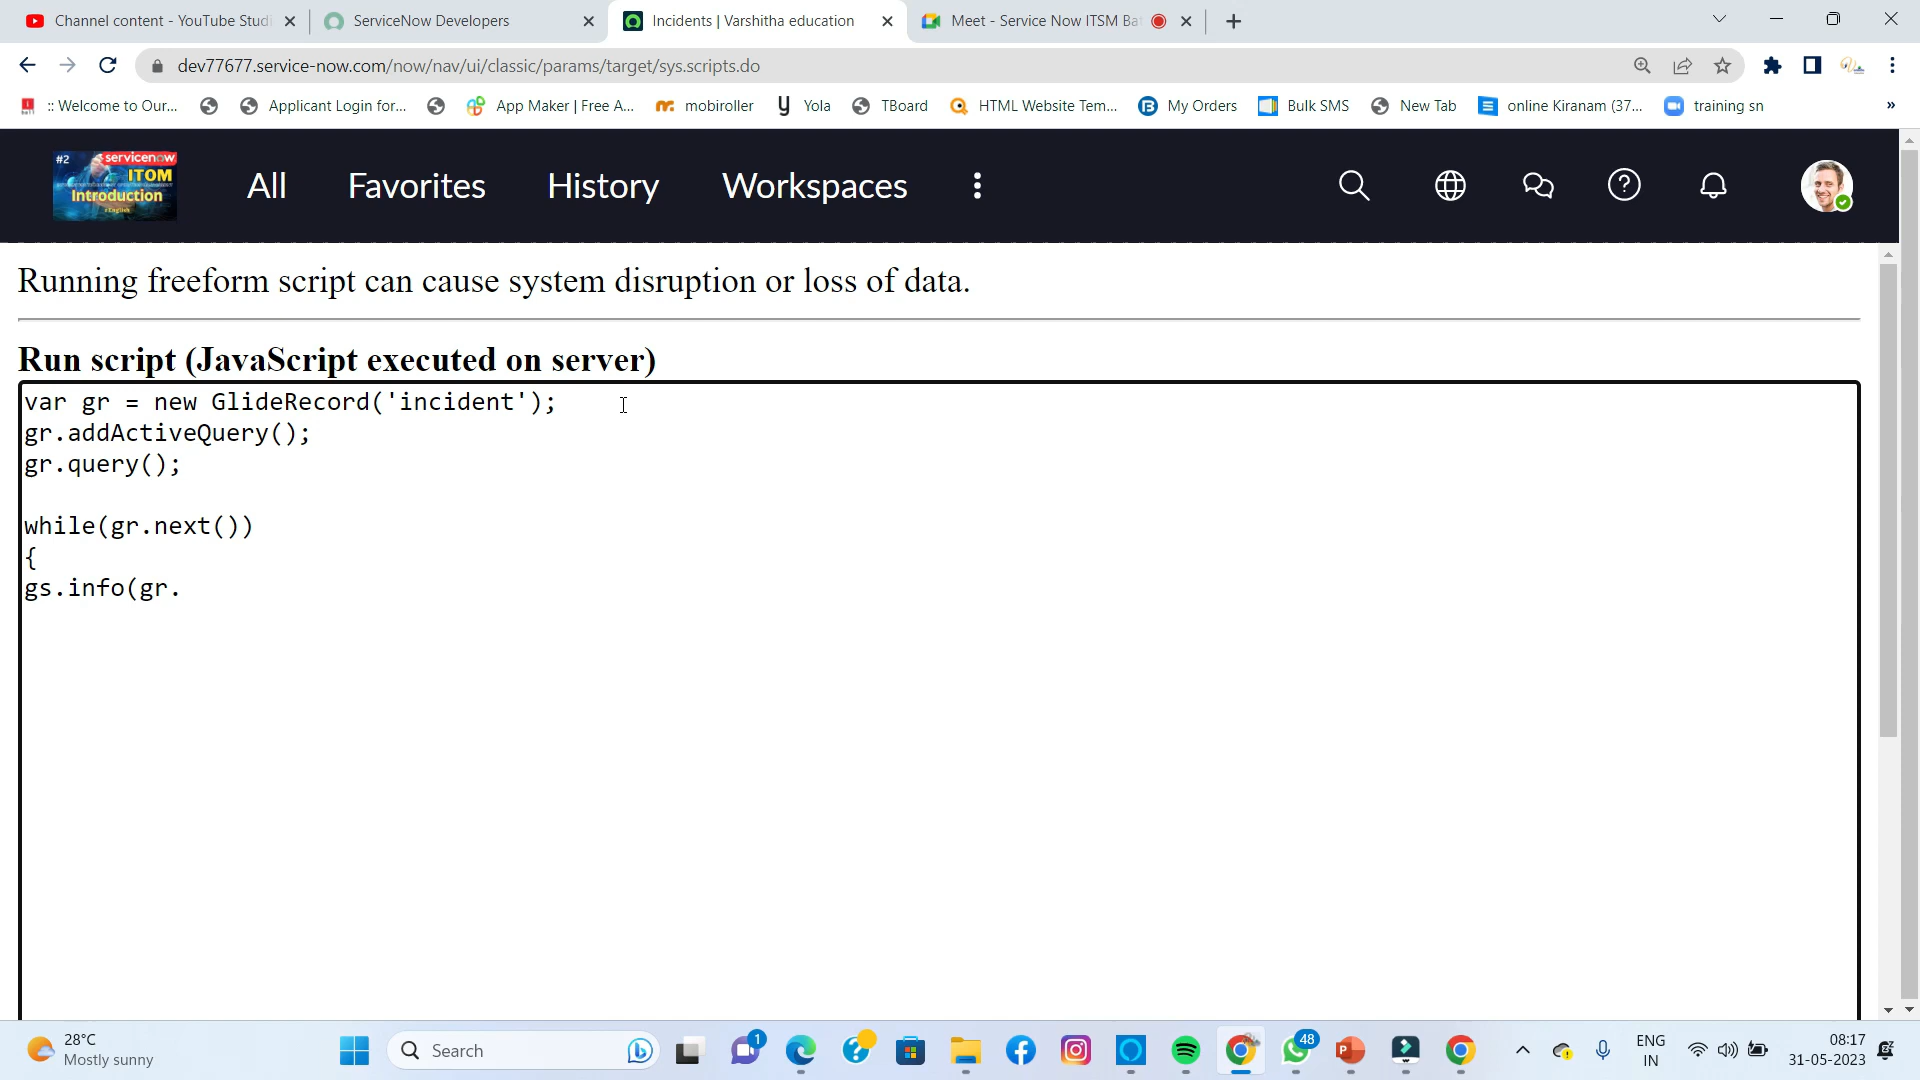 Channel content - YouTube Studi
ServiceNow Developers
Incidents | Varshitha education
Meet - Service Now ITSM Ba
dev77677.service-now.com/now/nav/ui/classic/params/target/sys.scripts.do
:: Welcome to Our...
Applicant Login for...
App Maker | Free A...
mobiroller
Yola
TBoard
HTML Website Tem...
My Orders
Bulk SMS
New Tab
online Kiranam (37...
training sn
»
#2 servicenow
ITOM
Introduction
All
Favorites
History
Workspaces
Running freeform script can cause system disruption or loss of data.
Run script (JavaScript executed on server)
var gr = new GlideRecord('incident');
gr.addActiveQuery();
gr.query();
while(gr.next())
{
gs.info(gr.
28°C
Mostly sunny
Search
1
48
ENG
IN
08:17
31-05-2023